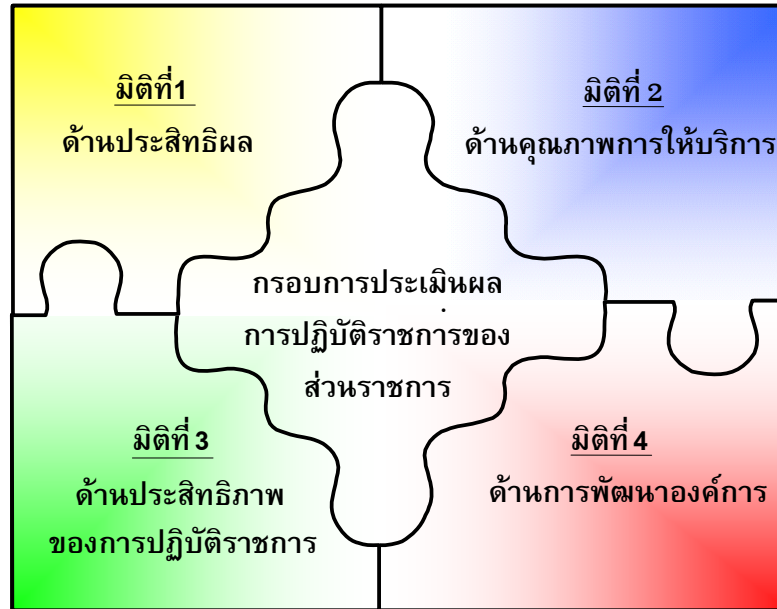 มิติที่1
ด้านประสิทธิผล
มิติที่ 2
ด้านคุณภาพการให้บริการ
กรอบการประเมินผล
การปฏิบัติราชการของ
ส่วนราชการ
มิติที่ 3
ด้านประสิทธิภาพ
ของการปฏิบัติราชการ
มิติที่ 4
ด้านการพัฒนาองค์การ